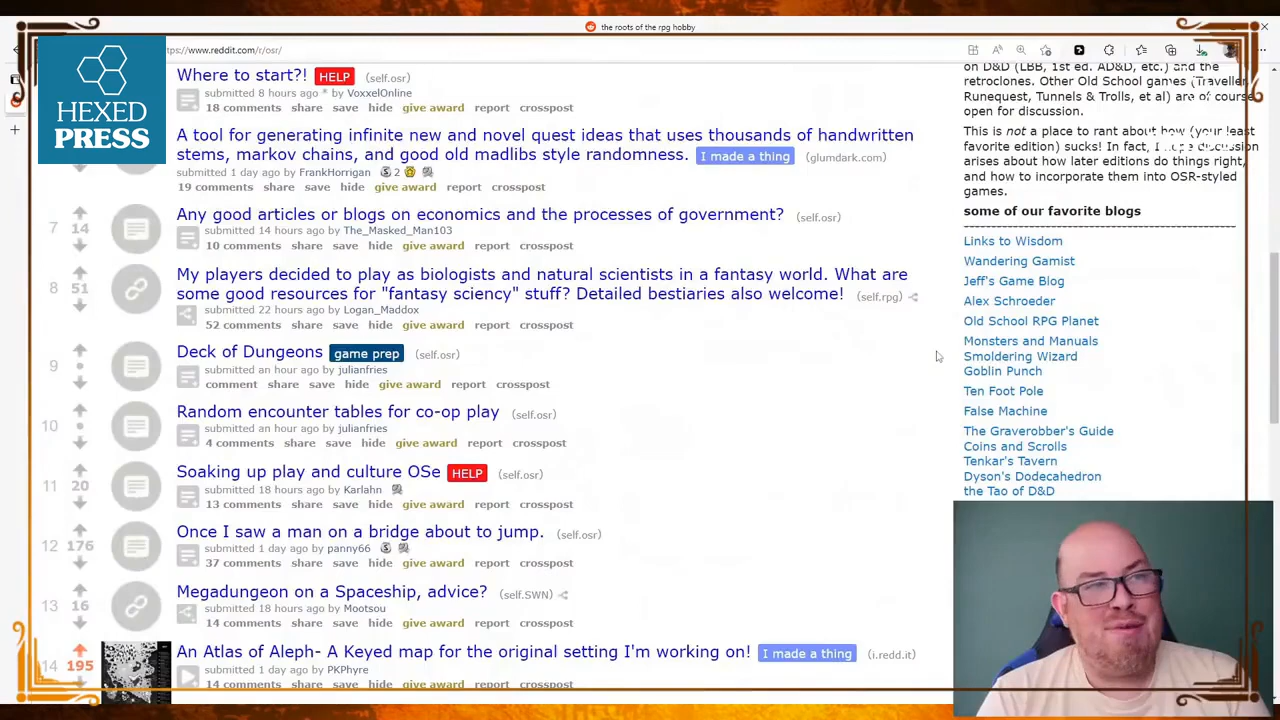 the roots of the rpg hobby
ps://www.reddit.com/r/osr/
HEXED
PRESS
Where to start?! HELP (self.osr)
submitted 8 hours ago * by VoxxelOnline
18 comments share save hide give award report crosspost
A tool for generating infinite new and novel quest ideas that uses thousands of handwritten
stems, markov chains, and good old madlibs style randomness. I made a thing (glumdark.com)
submitted 1 day ago by FrankHorrigan 2
19 comments share save hide give award report crosspost
7
14
Any good articles or blogs on economics and the processes of government? (self.osr)
submitted 14 hours ago by The_Masked_Man103
10 comments share save hide give award report crosspost
8
51
My players decided to play as biologists and natural scientists in a fantasy world. What are
some good resources for "fantasy sciency" stuff? Detailed bestiaries also welcome! (self.rpg)
submitted 22 hours ago by Logan_Maddox
52 comments share save hide give award report crosspost
9
•
Deck of Dungeons game prep (self.osr)
submitted an hour ago by julianfries
comment share save hide give award report crosspost
10
•
Random encounter tables for co-op play (self.osr)
submitted an hour ago by julianfries
4 comments share save hide give award report crosspost
11
20
Soaking up play and culture OSe HELP (self.osr)
submitted 18 hours ago by Karlahn
13 comments share save hide give award report crosspost
12
176
Once I saw a man on a bridge about to jump. (self.osr)
submitted 1 day ago by panny66
37 comments share save hide give award report crosspost
13
16
Megadungeon on a Spaceship, advice? (self.SWN)
submitted 18 hours ago by Mootsou
14 comments share save hide give award report crosspost
14
195
An Atlas of Aleph- A Keyed map for the original setting I'm working on! I made a thing (i.redd.it)
submitted 1 day ago by PKPhyre
14 comments share save hide give award report crosspost
on D&D (LBB, 1st ed. AD&D, etc.) and the
retroclones. Other Old School games (Traveller,
Runequest, Tunnels & Trolls, et al) are of course
open for discussion.
This is not a place to rant about how (your least
favorite edition) sucks! In fact, discussion
arises about how later editions do things right,
and how to incorporate them into OSR-styled
games.
some of our favorite blogs
Links to Wisdom
Wandering Gamist
Jeff's Game Blog
Alex Schroeder
Old School RPG Planet
Monsters and Manuals
Smoldering Wizard
Goblin Punch
Ten Foot Pole
False Machine
The Graverobber's Guide
Coins and Scrolls
Tenkar's Tavern
Dyson's Dodecahedron
the Tao of D&D